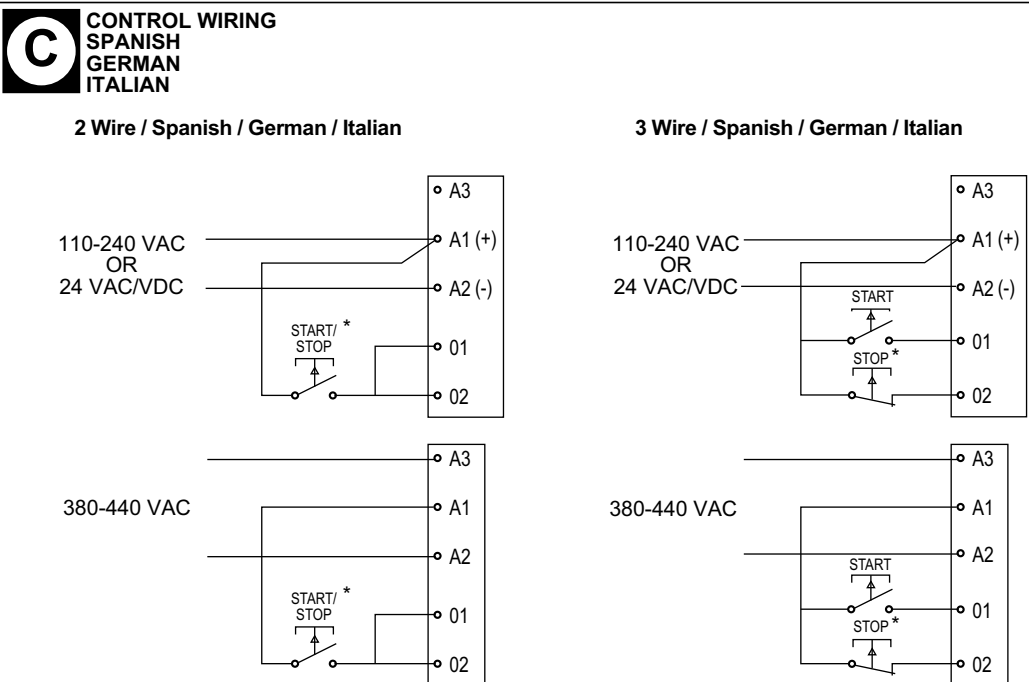 C
CONTROL WIRING
SPANISH
GERMAN
ITALIAN
2 Wire / Spanish / German / Italian
110-240 VAC
OR
24 VAC/VDC
A3
A1 (+)
A2 (-)
START/ *
STOP
01
02
380-440 VAC
A3
A1
A2
START/ *
STOP
01
02
3 Wire / Spanish / German / Italian
110-240 VAC
OR
24 VAC/VDC
A3
A1 (+)
A2 (-)
START
01
STOP *
02
380-440 VAC
A3
A1
A2
START
01
STOP *
02